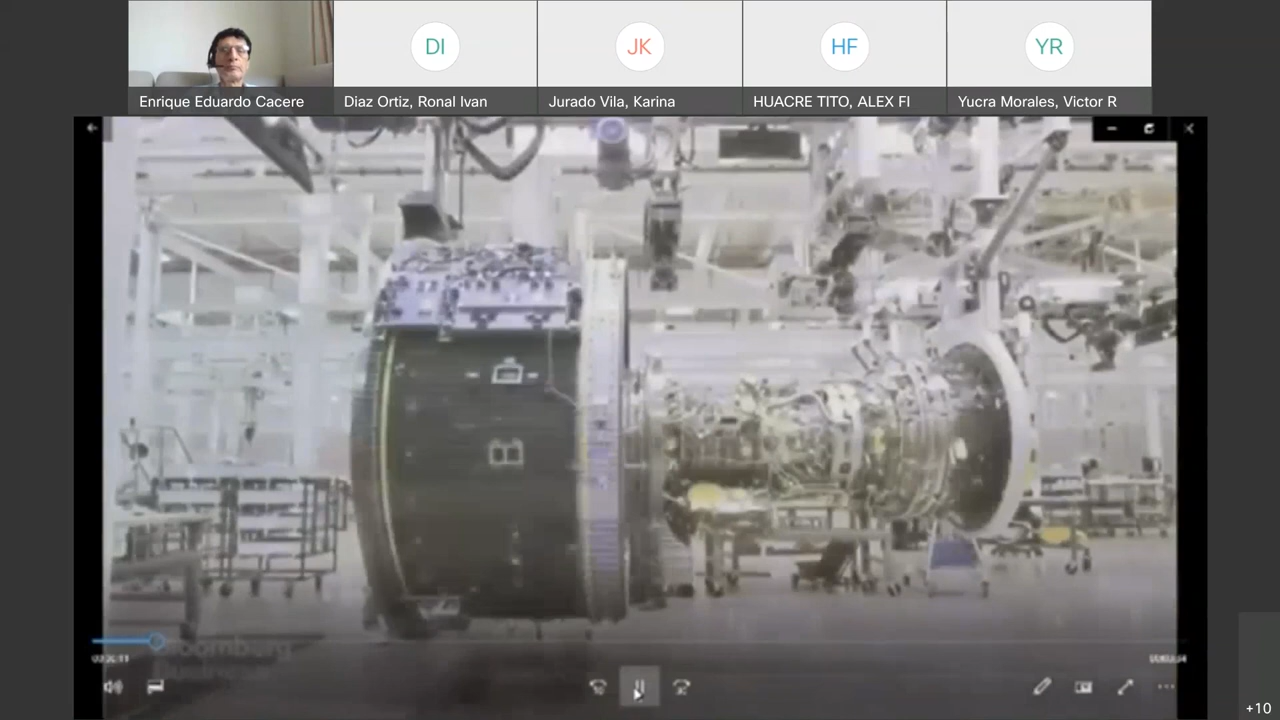 DI
JK
HF
YR
Enrique Eduardo Cacere
Diaz Ortiz, Ronal Ivan
Jurado Vila, Karina
HUACRE TITO, ALEX FI
Yucra Morales, Victor R
Bloomberg
+10